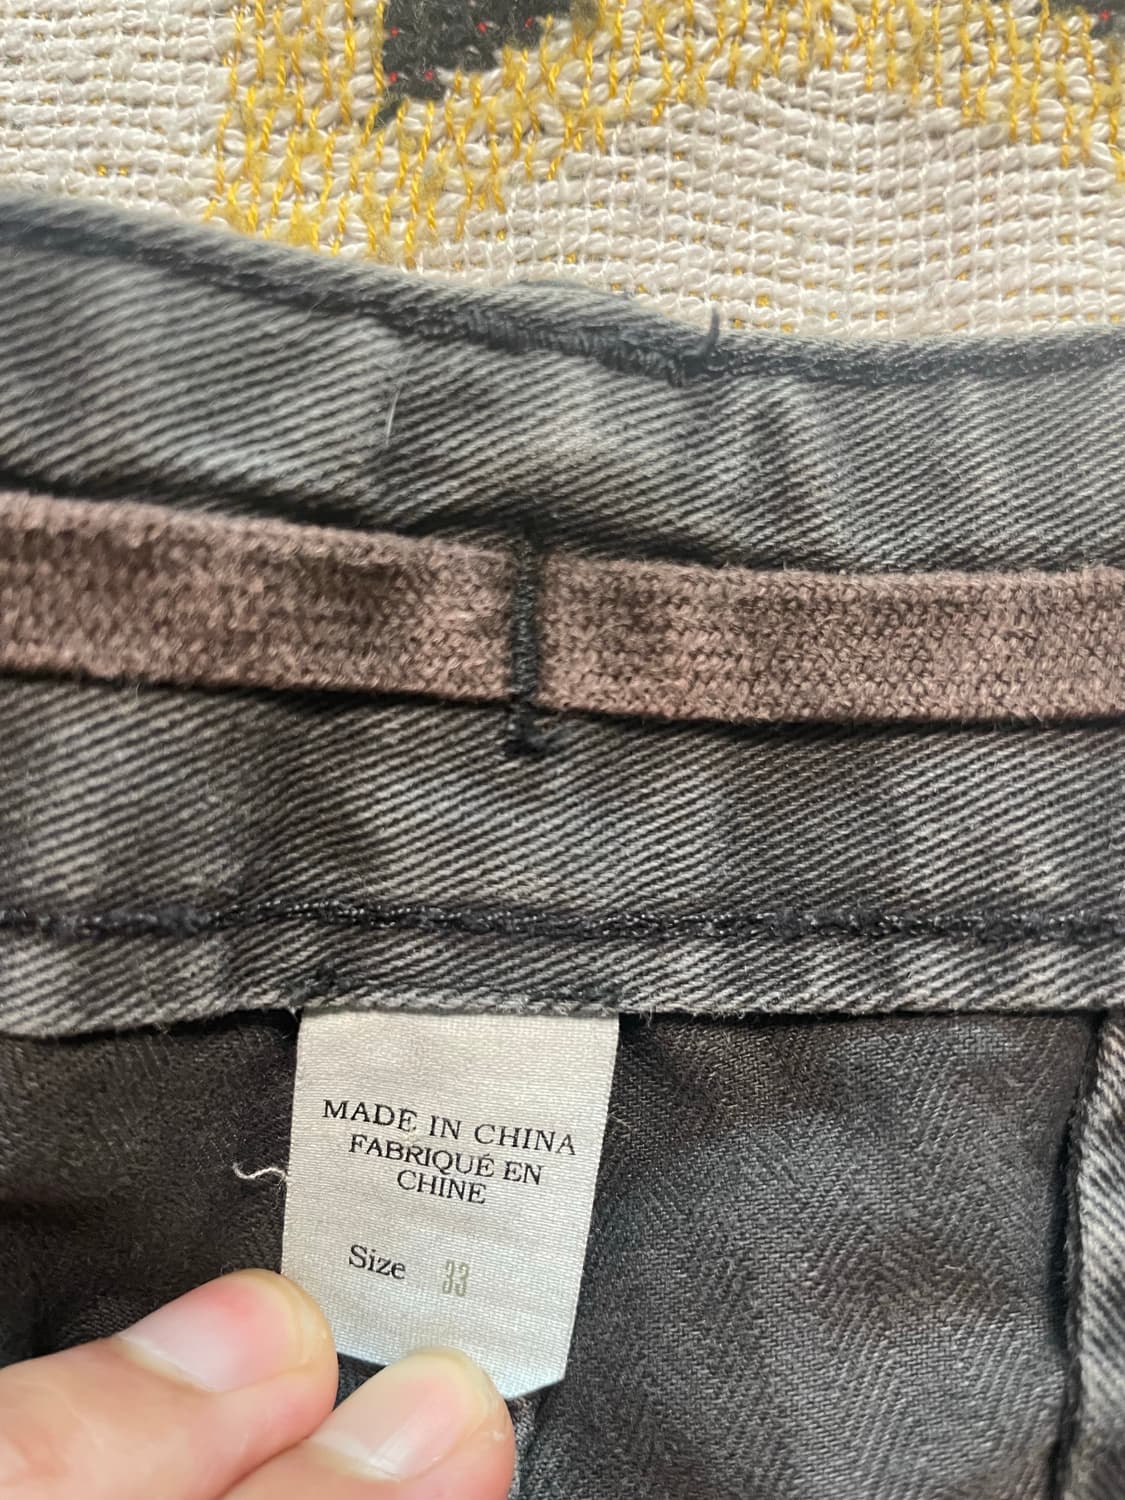 MADE IN CHINA
FABRIQUÉ EN
CHINE
Size 33